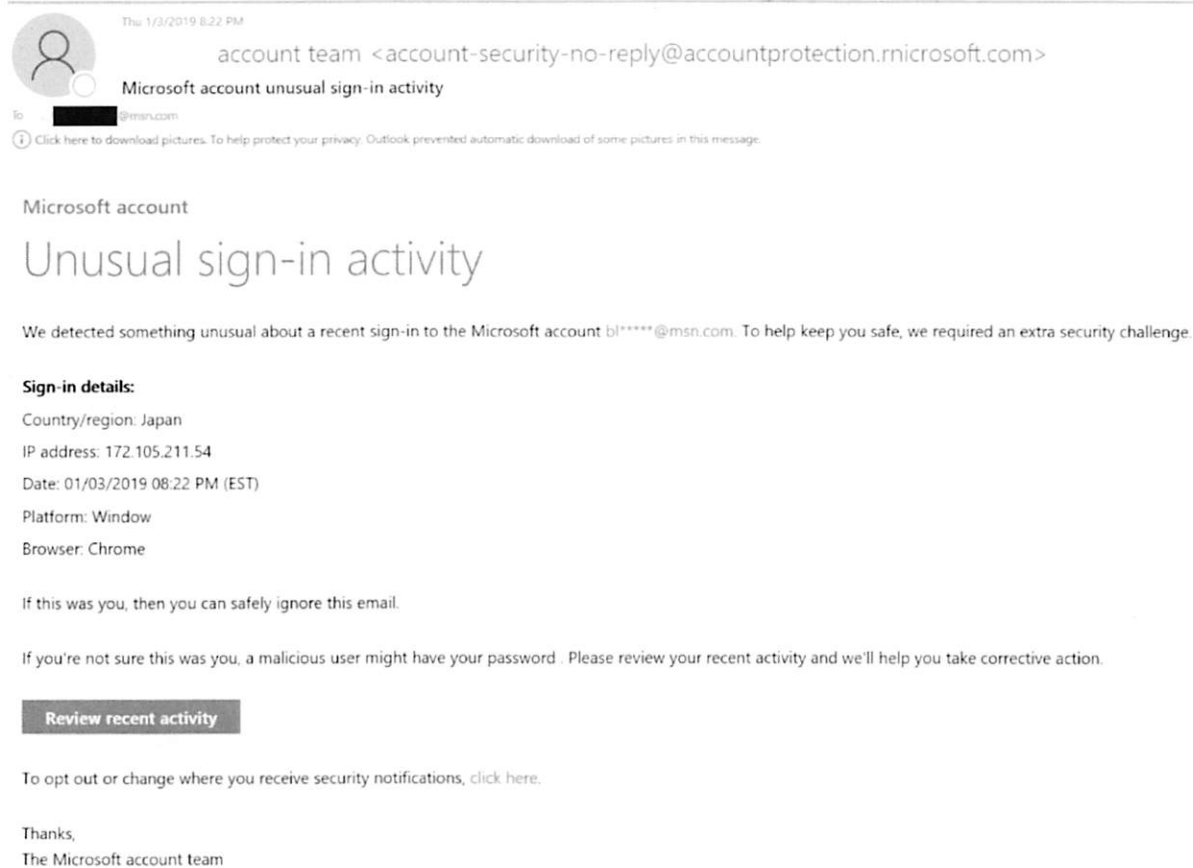 Thu 1/3/2019 8:22 PM
account team <account-security-no-reply@accountprotection.rnicrosoft.com>
Microsoft account unusual sign-in activity
To @msn.com
Click here to download pictures. To help protect your privacy, Outlook prevented automatic download of some pictures in this message.
Microsoft account
Unusual sign-in activity
We detected something unusual about a recent sign-in to the Microsoft account bl*****@msn.com. To help keep you safe, we required an extra security challenge.
Sign-in details:
Country/region: Japan
IP address: 172.105.211.54
Date: 01/03/2019 08:22 PM (EST)
Platform: Window
Browser: Chrome
If this was you, then you can safely ignore this email.
If you're not sure this was you, a malicious user might have your password . Please review your recent activity and we'll help you take corrective action.
Review recent activity
To opt out or change where you receive security notifications, click here.
Thanks,
The Microsoft account team